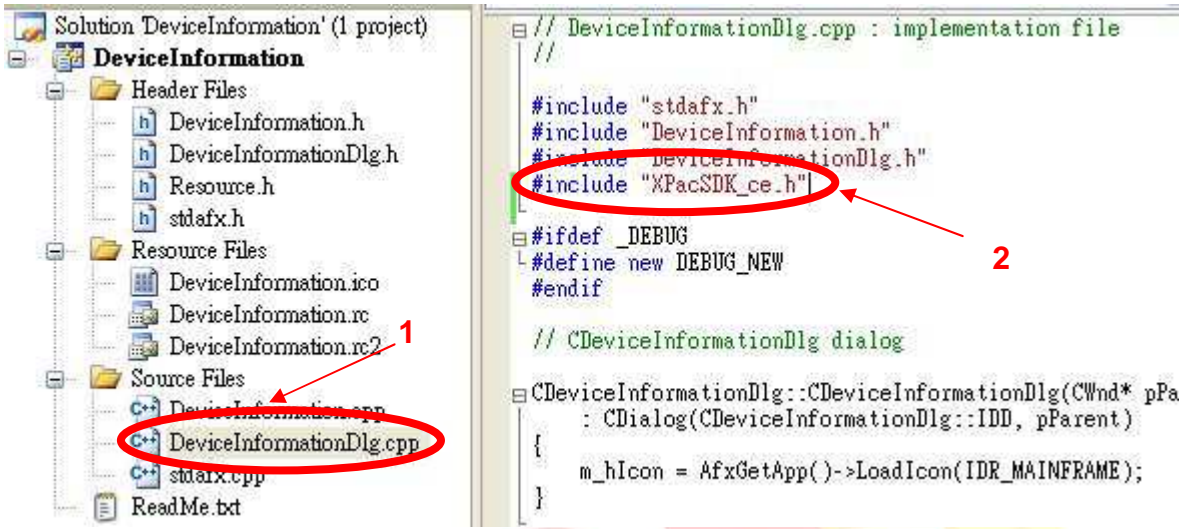 Solution 'DeviceInformation' (1 project)
DeviceInformation
Header Files
h DeviceInformation.h
h DeviceInformationDlg.h
h Resource.h
h stdafx.h
Resource Files
DeviceInformation.ico
DeviceInformation.rc
DeviceInformation.rc2
1
Source Files
C++ DeviceInformation.cpp
C++ DeviceInformationDlg.cpp
C++ stdafx.cpp
ReadMe.txt
// DeviceInformationDlg.cpp : implementation file
//
#include "stdafx.h"
#include "DeviceInformation.h"
#include "DeviceInformationDlg.h"
#include "XPacSDK_ce.h"
2
#ifdef _DEBUG
#define new DEBUG_NEW
#endif
// CDeviceInformationDlg dialog
CDeviceInformationDlg::CDeviceInformationDlg(CWnd* pPa
: CDialog(CDeviceInformationDlg::IDD, pParent)
{
m_hIcon = AfxGetApp()->LoadIcon(IDR_MAINFRAME);
}